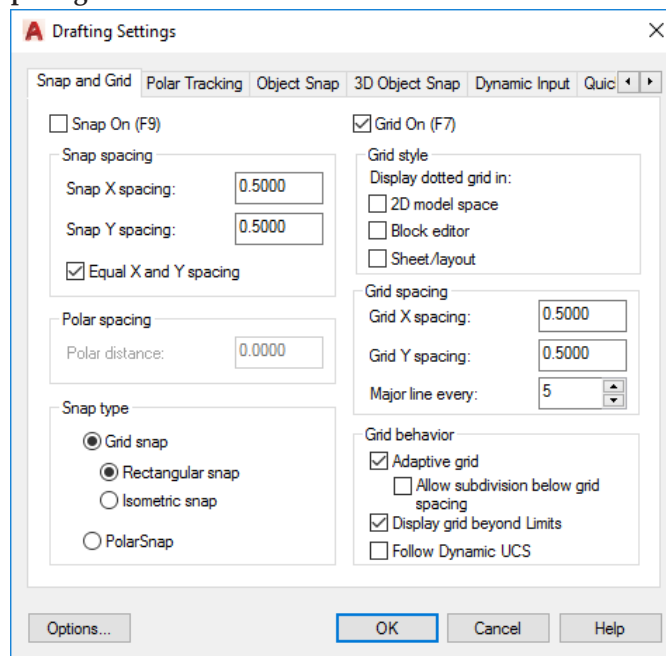 Drafting Settings
Snap and Grid
Polar Tracking
Object Snap
3D Object Snap
Dynamic Input
Quic
Snap On (F9)
Snap spacing
Snap X spacing:
0.5000
Snap Y spacing:
0.5000
Equal X and Y spacing
Polar spacing
Polar distance:
0.0000
Snap type
Grid snap
Rectangular snap
Isometric snap
PolarSnap
Grid On (F7)
Grid style
Display dotted grid in:
2D model space
Block editor
Sheet/layout
Grid spacing
Grid X spacing:
0.5000
Grid Y spacing:
0.5000
Major line every:
5
Grid behavior
Adaptive grid
Allow subdivision below grid
spacing
Display grid beyond Limits
Follow Dynamic UCS
Options...
OK
Cancel
Help